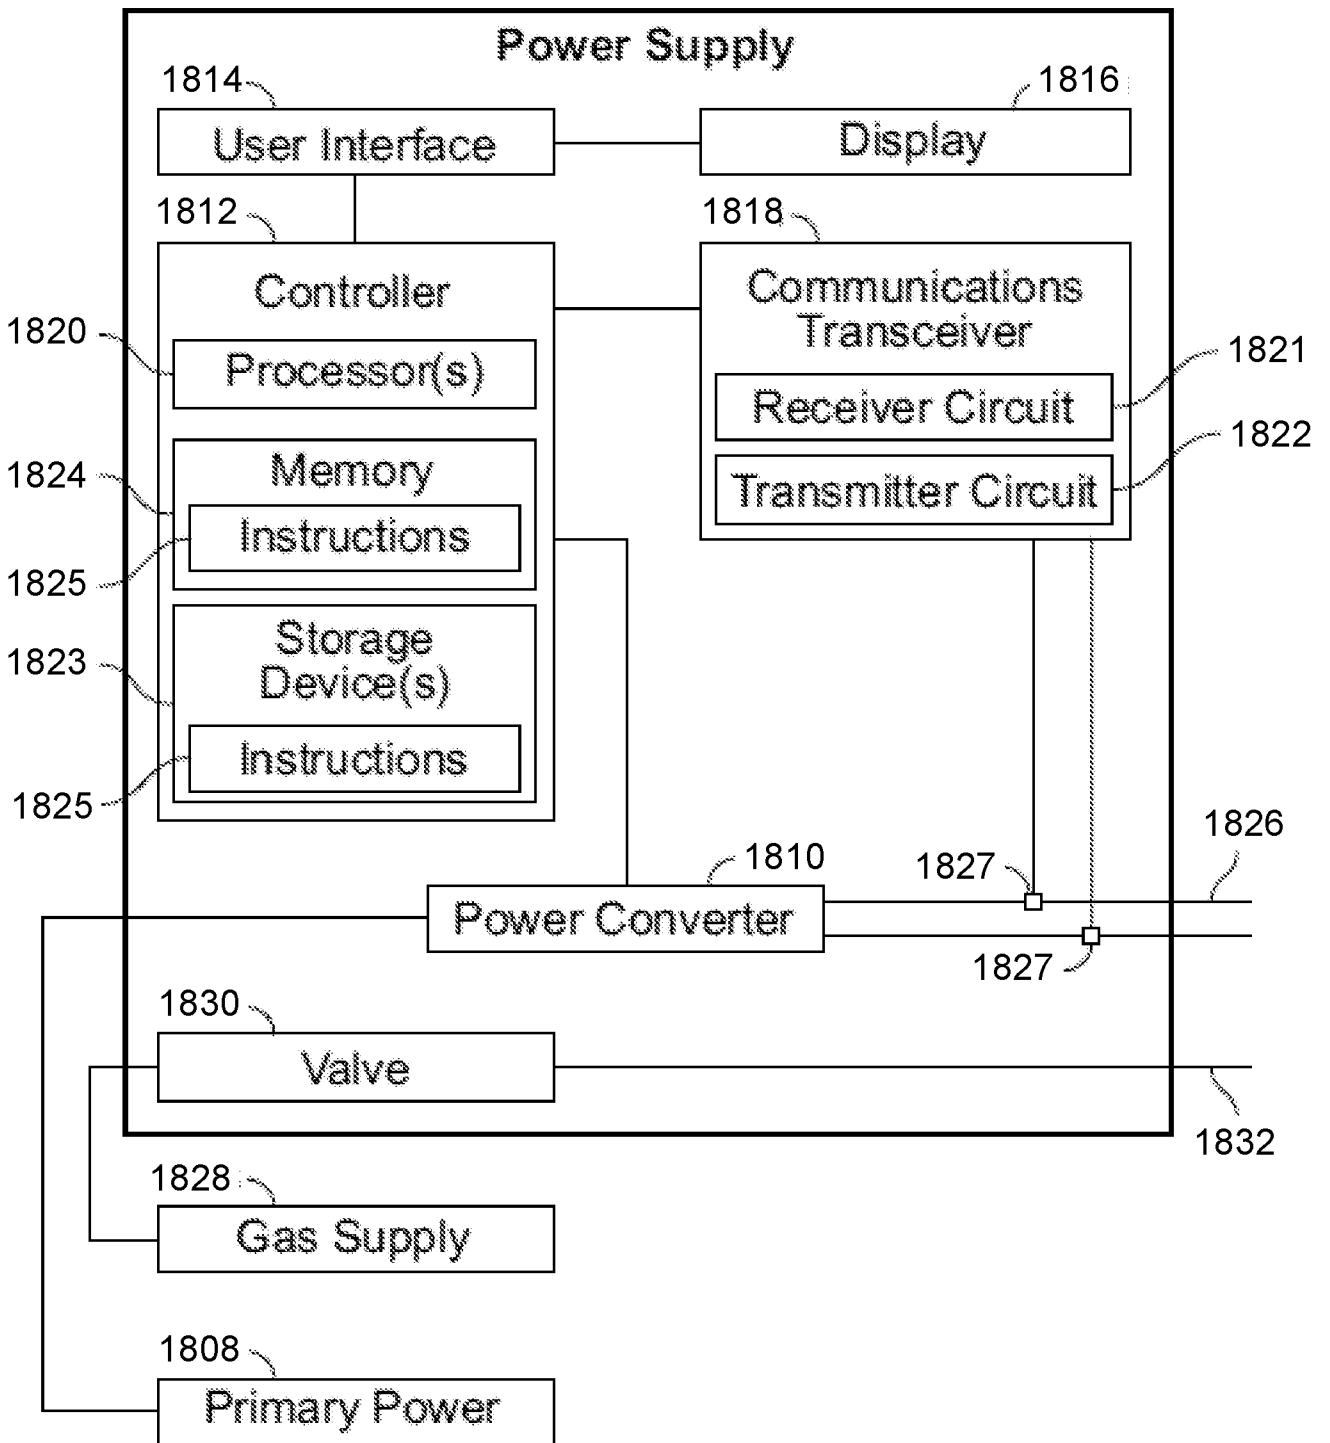 Power Supply
1814
1816
User Interface
Display
1812
1818
Controller
Communications
Transceiver
1820
Processor(s)
1821
Receiver Circuit
1822
1824
Memory
Transmitter Circuit
Instructions
1825
Storage
Device(s)
1823
Instructions
1825
1826
1810
1827
Power Converter
1827
1830
Valve
1832
1828
Gas Supply
1808
Primary Power